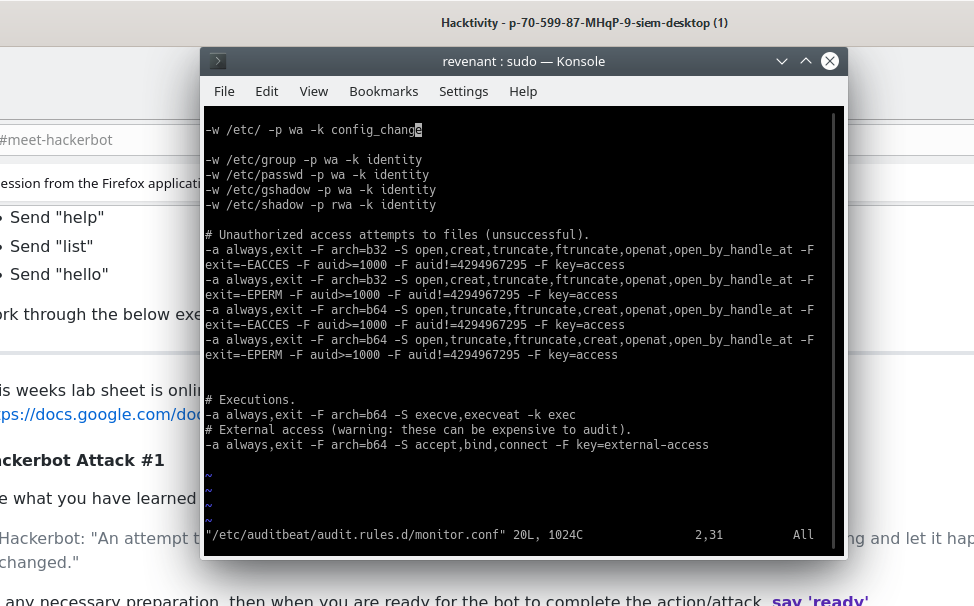 Hacktivity - p-70-599-87-MHqP-9-siem-desktop (1)
revenant : sudo — Konsole
File Edit View Bookmarks Settings Help
-w /etc/ -p wa -k config_change
-w /etc/group -p wa -k identity
-w /etc/passwd -p wa -k identity
-w /etc/gshadow -p wa -k identity
-w /etc/shadow -p rwa -k identity
# Unauthorized access attempts to files (unsuccessful).
-a always,exit -F arch=b32 -S open,creat,truncate,ftruncate,openat,open_by_handle_at -F
exit=-EACCES -F auid>=1000 -F auid!=4294967295 -F key=access
-a always,exit -F arch=b32 -S open,creat,truncate,ftruncate,openat,open_by_handle_at -F
exit=-EPERM -F auid>=1000 -F auid!=4294967295 -F key=access
-a always,exit -F arch=b64 -S open,truncate,ftruncate,creat,openat,open_by_handle_at -F
exit=-EACCES -F auid>=1000 -F auid!=4294967295 -F key=access
-a always,exit -F arch=b64 -S open,truncate,ftruncate,creat,openat,open_by_handle_at -F
exit=-EPERM -F auid>=1000 -F auid!=4294967295 -F key=access
# Executions.
-a always,exit -F arch=b64 -S execve,execveat -k exec
# External access (warning: these can be expensive to audit).
-a always,exit -F arch=b64 -S accept,bind,connect -F key=external-access
~
~
~
~
"/etc/auditbeat/audit.rules.d/monitor.conf" 20L, 1024C 2,31 All
#meet-hackerbot
ession from the Firefox applicati
• Send "help"
• Send "list"
• Send "hello"
ork through the below exe
is weeks lab sheet is onlin
tps://docs.google.com/doc
ackerbot Attack #1
e what you have learned
Hackerbot: "An attempt t ng and let it hap
changed."
any necessary preparation, then when you are ready for the bot to complete the action/attack, say 'ready'